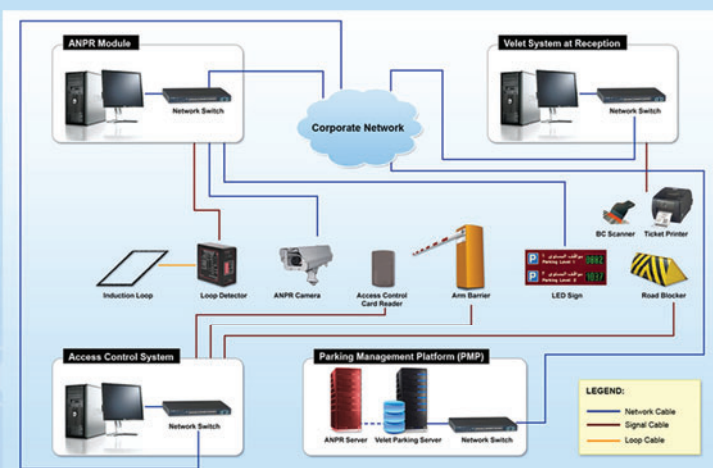 ANPR Module
Velet System at Reception
Network Switch
Corporate Network
Network Switch
BC Scanner
Ticket Printer
Induction Loop
Loop Detector
ANPR Camera
Access Control
Card Reader
Arm Barrier
Parking Level 1
0882
Parking Level 2
1037
LED Sign
Road Blocker
Access Control System
Network Switch
Parking Management Platform (PMP)
ANPR Server
Velet Parking Server
Network Switch
LEGEND:
Network Cable
Signal Cable
Loop Cable